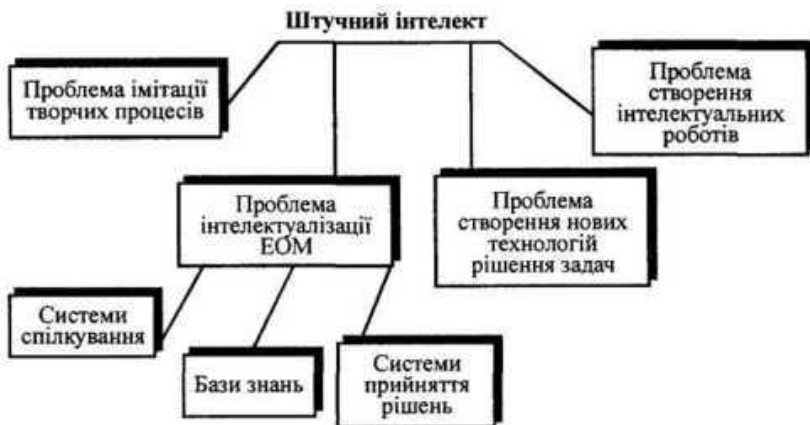 Штучний інтелект
Проблема імітації
творчих процесів
Проблема
створення
інтелектуальних
роботів
Проблема
інтелектуалізації
ЕОМ
Проблема
створення нових
технологій
рішення задач
Системи
спілкування
Бази знань
Системи
прийняття
рішень